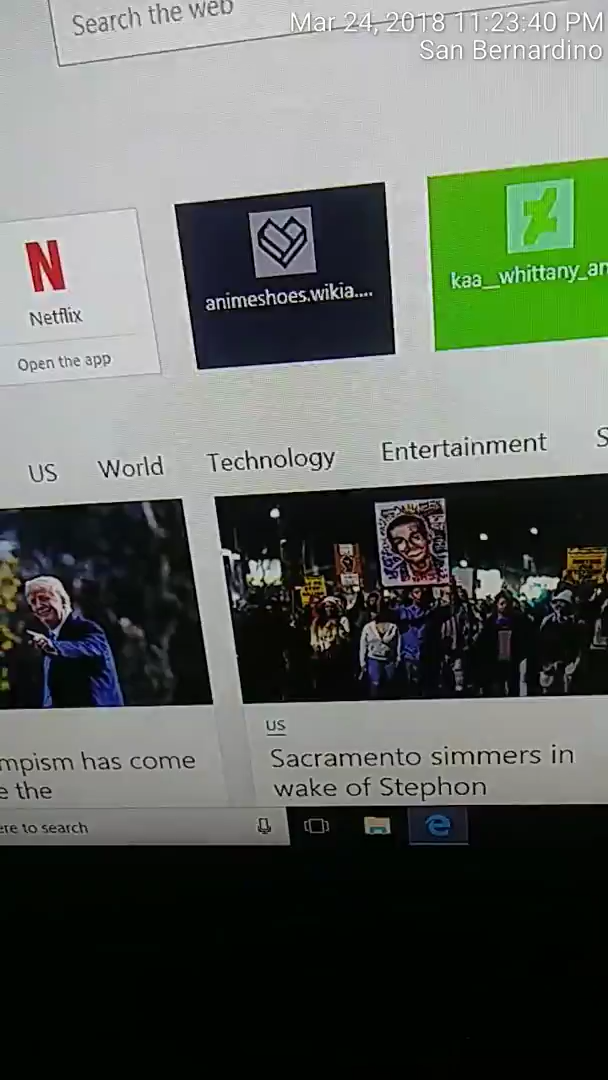 Search the web
Mar 24, 2018 11:23:40 PM
San Bernardino
N
Netflix
Open the app
animeshoes.wikia....
kaa__whittany_an
US
World
Technology
Entertainment
S
mpism has come
e the
US
Sacramento simmers in
wake of Stephon
ere to search